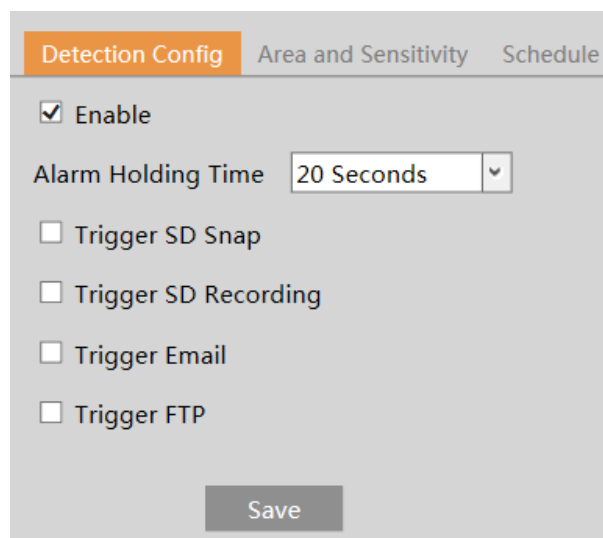 Detection Config Area and Sensitivity Schedule
Enable
Alarm Holding Time 20 Seconds
Trigger SD Snap
Trigger SD Recording
Trigger Email
Trigger FTP
Save